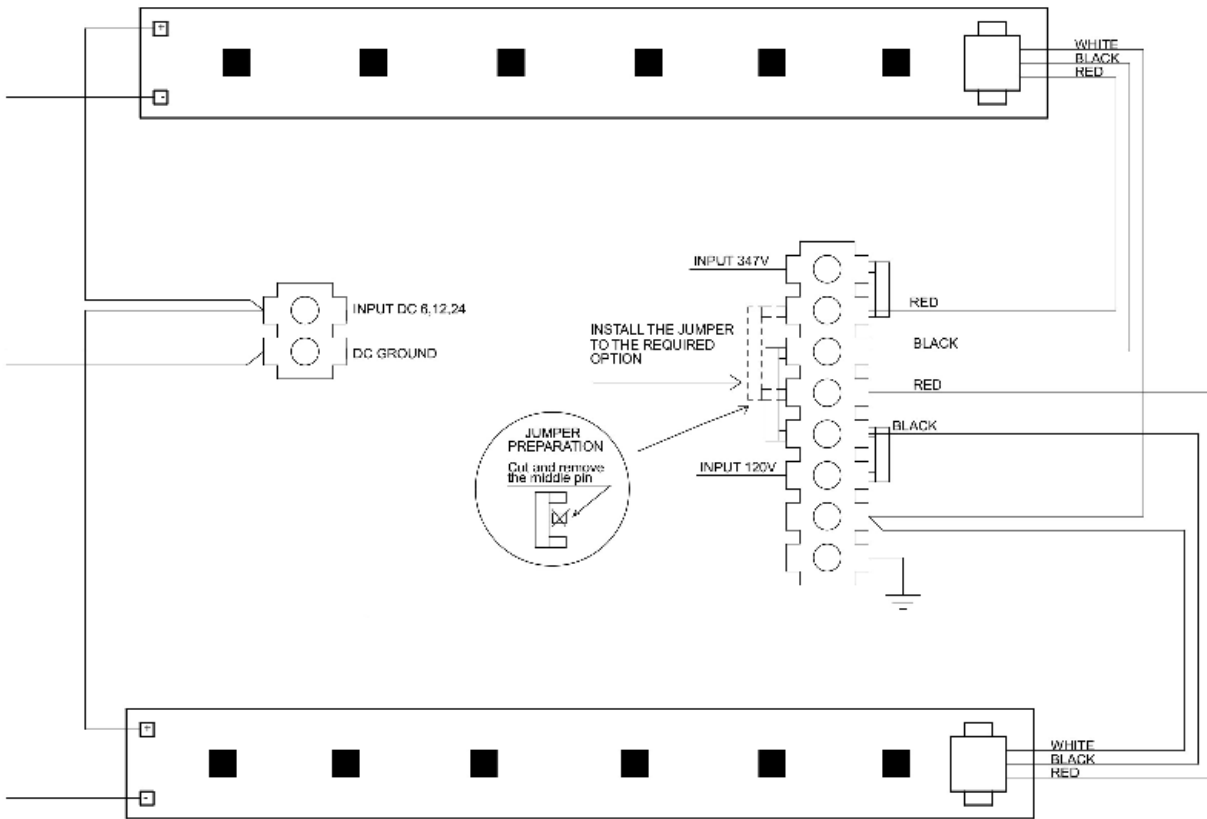 +
WHITE
BLACK
RED
-
INPUT 347V
INPUT DC 6,12,24
RED
INSTALL THE JUMPER
TO THE REQUIRED
OPTION
BLACK
DC GROUND
RED
BLACK
JUMPER
PREPARATION
Cut and remove
the middle pin
INPUT 120V
+
WHITE
BLACK
RED
-